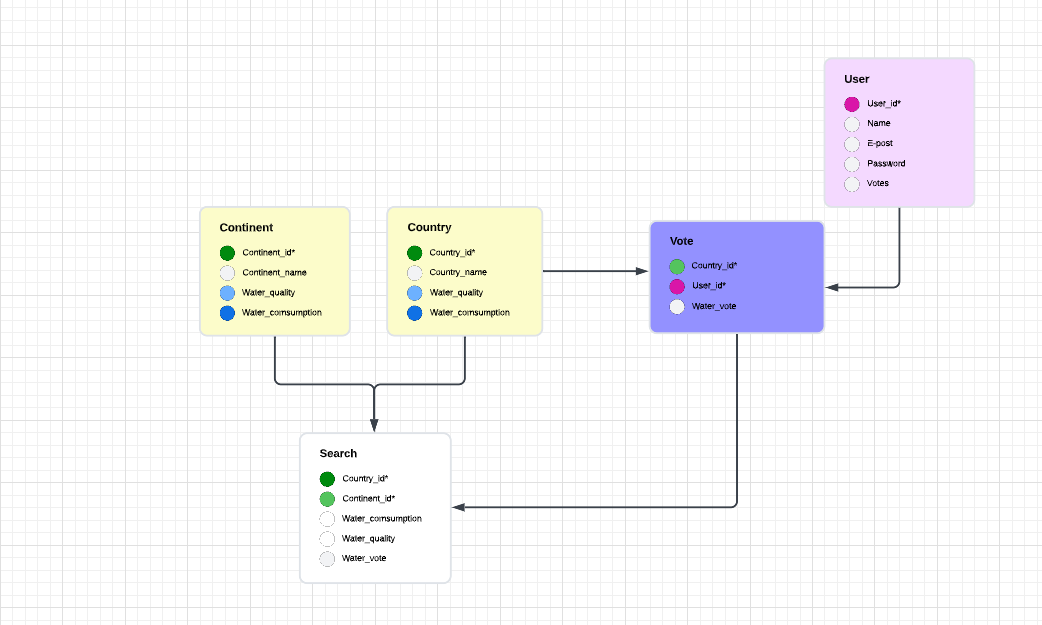 User
User_id*
Name
E-post
Password
Votes
Continent
Continent_id*
Continent_name
Water_quality
Water_comsumption
Country
Country_id*
Country_name
Water_quality
Water_comsumption
Vote
Country_id*
User_id*
Water_vote
Search
Country_id*
Continent_id*
Water_comsumption
Water_quality
Water_vote